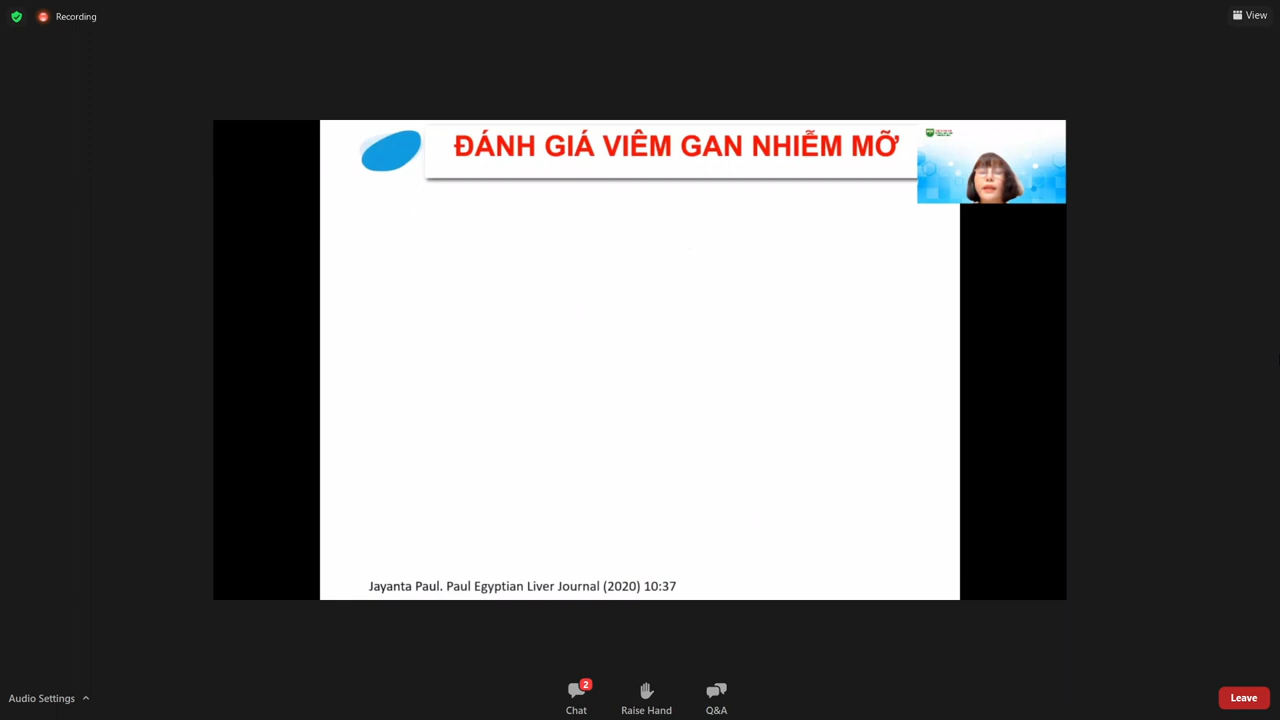 Recording
View
ĐÁNH GIÁ VIÊM GAN NHIỄM MỠ
Jayanta Paul. Paul Egyptian Liver Journal (2020) 10:37
Audio Settings
2
Chat
Raise Hand
Q&A
Leave